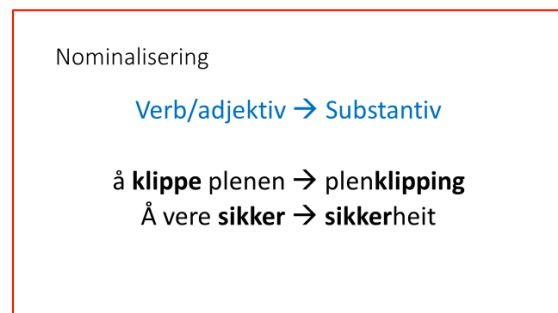 Nominalisering
Verb/adjektiv → Substantiv
å klippe plenen → plenklipping
Å vere sikker → sikkerheit